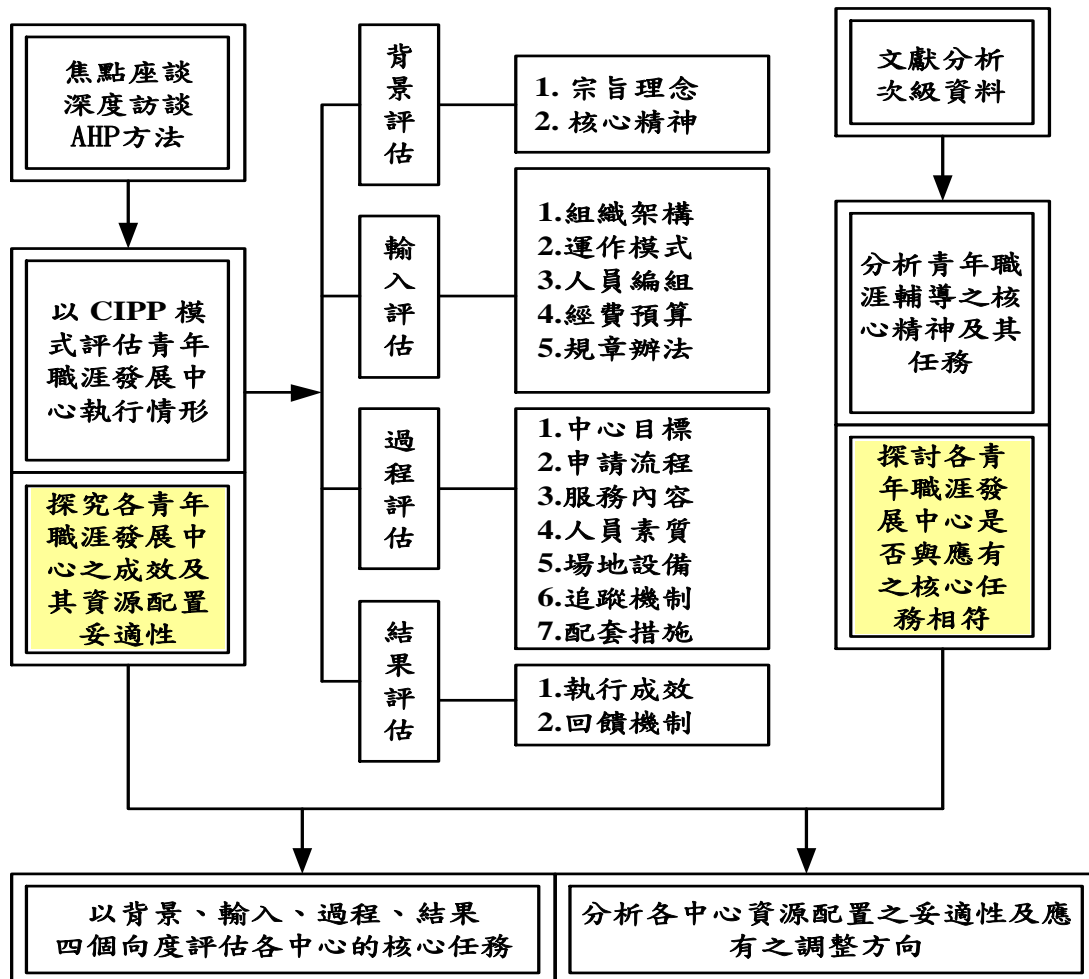 焦點座談
深度訪談
AHP方法
以 CIPP 模
式評估青年
職涯發展中
心執行情形
探究各青年
職涯發展中
心之成效及
其資源配置
妥適性
背
景
評
估
1. 宗旨理念
2. 核心精神
輸
入
評
估
1.組織架構
2.運作模式
3.人員編組
4.經費預算
5.規章辦法
過
程
評
估
1.中心目標
2.申請流程
3.服務內容
4.人員素質
5.場地設備
6.追蹤機制
7.配套措施
結
果
評
估
1.執行成效
2.回饋機制
文獻分析
次級資料
分析青年職
涯輔導之核
心精神及其
任務
探討各青
年職涯發
展中心是
否與應有
之核心任
務相符
以背景、輸入、過程、結果
四個向度評估各中心的核心任務
分析各中心資源配置之妥適性及應
有之調整方向